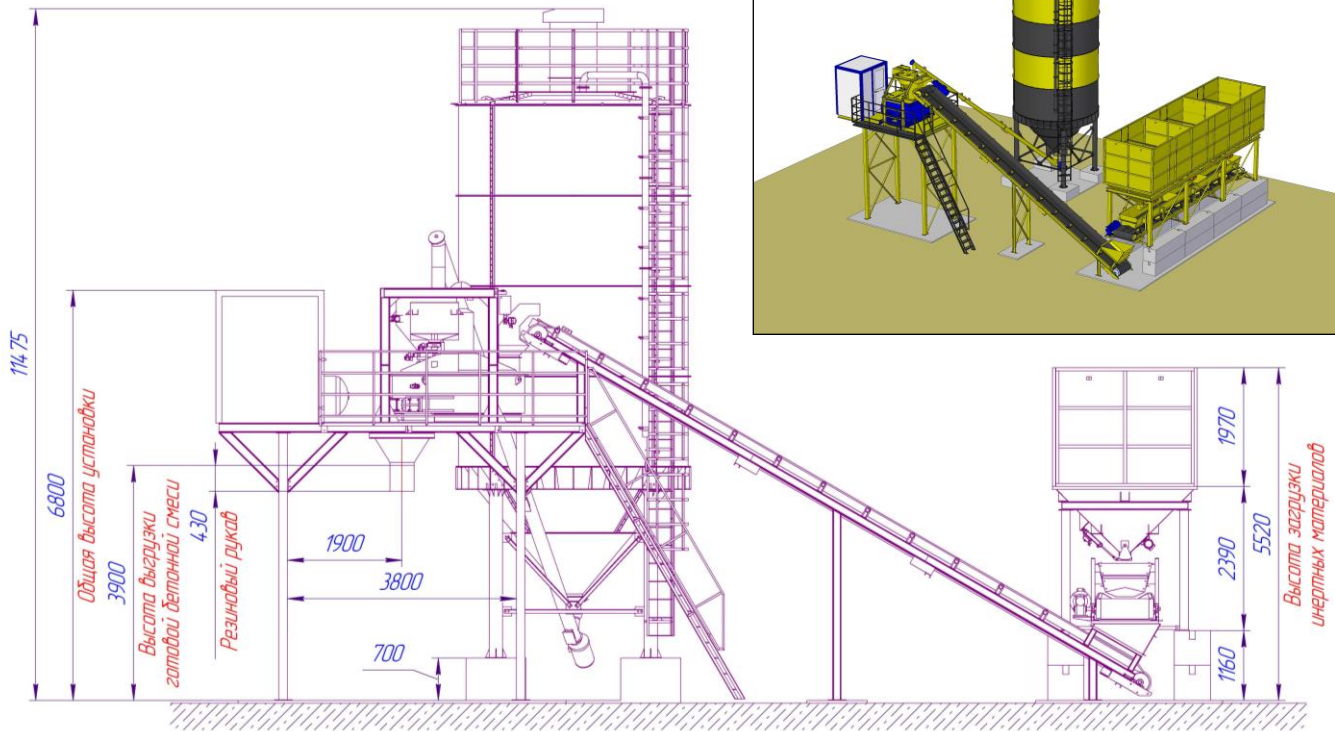 11475
6800
Общая высота установки
3900
Высота выгрузки
готовой бетонной смеси
430
Резиновый рукав
1900
3800
700
1970
2390
1160
5520
Высота загрузки
инертных материалов